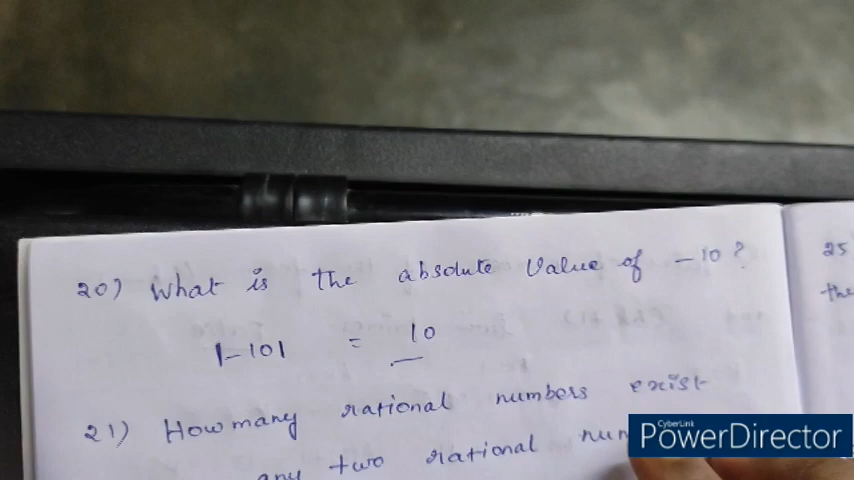 20) What is the absolute Value of -10?
|-10| = 10
21) How many rational numbers exist
any two rational
25
the
CyberLink
PowerDirector